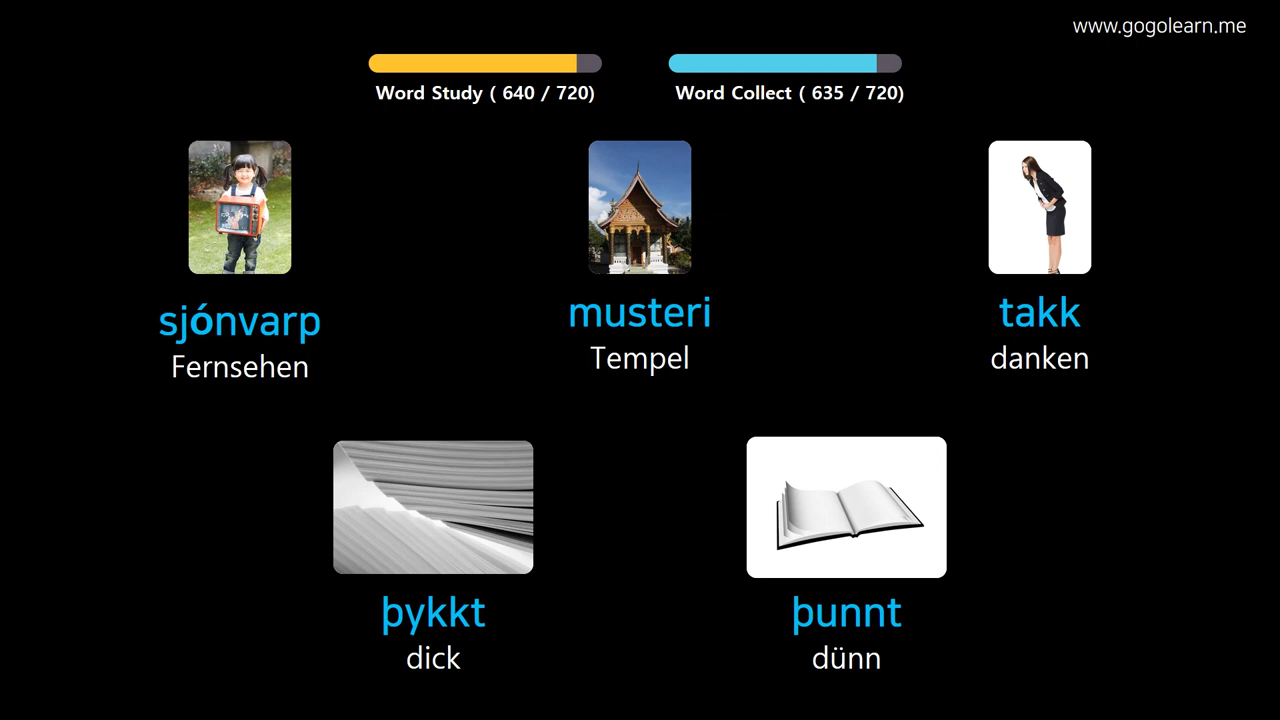 www.gogolearn.me
Word Study ( 640 / 720)
Word Collect ( 635 / 720)
sjónvarp
Fernsehen
musteri
Tempel
takk
danken
þykkt
dick
þunnt
dünn